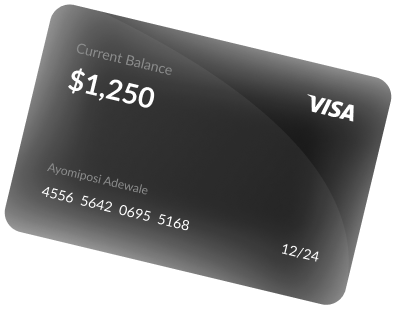 Current Balance
$1,250
VISA
Ayomiposi Adewale
4556 5642 0695 5168
12/24